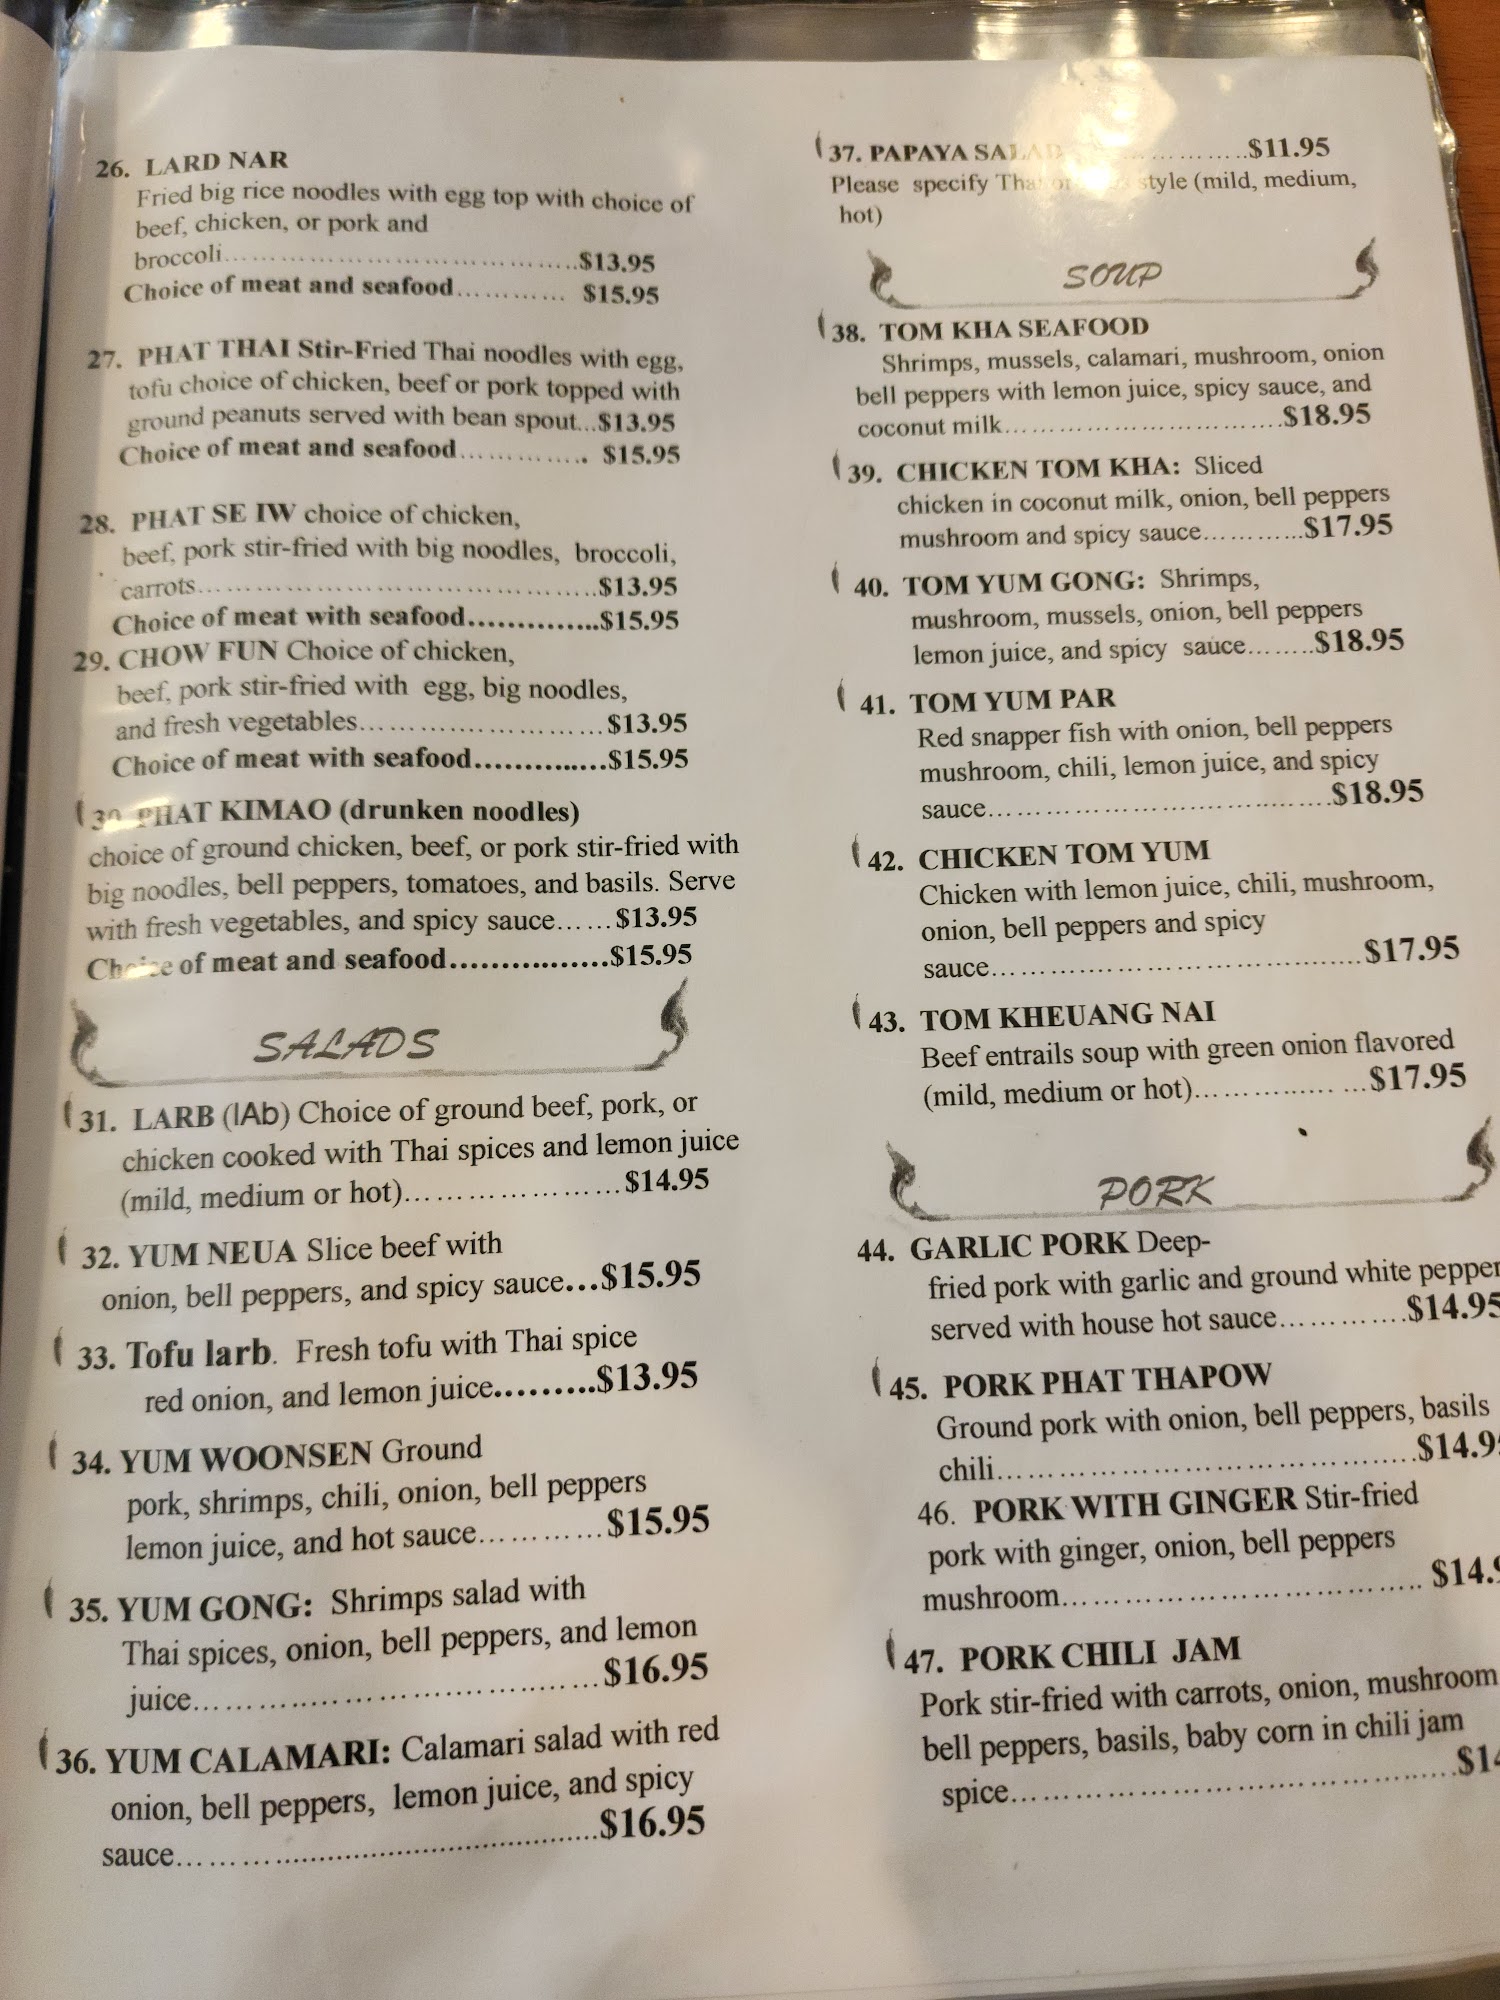 26. LARD NAR
Fried big rice noodles with egg top with choice of
beef, chicken, or pork and
broccoli.......................................$13.95
Choice of meat and seafood............ $15.95
27. PHAT THAI Stir-Fried Thai noodles with egg,
tofu choice of chicken, beef or pork topped with
ground peanuts served with bean spout...$13.95
Choice of meat and seafood.............. $15.95
28. PHAT SE IW choice of chicken,
beef, pork stir-fried with big noodles, broccoli,
carrots..........................................$13.95
Choice of meat with seafood..............$15.95
29. CHOW FUN Choice of chicken,
beef, pork stir-fried with egg, big noodles,
and fresh vegetables..........................$13.95
Choice of meat with seafood.............$15.95
30. PHAT KIMAO (drunken noodles)
choice of ground chicken, beef, or pork stir-fried with
big noodles, bell peppers, tomatoes, and basils. Serve
with fresh vegetables, and spicy sauce......$13.95
Choice of meat and seafood................$15.95
SALADS
31. LARB (lAb) Choice of ground beef, pork, or
chicken cooked with Thai spices and lemon juice
(mild, medium or hot)........................$14.95
32. YUM NEUA Slice beef with
onion, bell peppers, and spicy sauce...$15.95
33. Tofu larb. Fresh tofu with Thai spice
red onion, and lemon juice.........$13.95
34. YUM WOONSEN Ground
pork, shrimps, chili, onion, bell peppers
lemon juice, and hot sauce............$15.95
35. YUM GONG: Shrimps salad with
Thai spices, onion, bell peppers, and lemon
juice...........................................$16.95
36. YUM CALAMARI: Calamari salad with red
onion, bell peppers, lemon juice, and spicy
sauce...............................................$16.95
37. PAPAYA SALAD ...........$11.95
Please specify Thai or style (mild, medium,
hot)
SOUP
38. TOM KHA SEAFOOD
Shrimps, mussels, calamari, mushroom, onion
bell peppers with lemon juice, spicy sauce, and
coconut milk..............................$18.95
39. CHICKEN TOM KHA: Sliced
chicken in coconut milk, onion, bell peppers
mushroom and spicy sauce............$17.95
40. TOM YUM GONG: Shrimps,
mushroom, mussels, onion, bell peppers
lemon juice, and spicy sauce........$18.95
41. TOM YUM PAR
Red snapper fish with onion, bell peppers
mushroom, chili, lemon juice, and spicy
sauce.......................................$18.95
42. CHICKEN TOM YUM
Chicken with lemon juice, chili, mushroom,
onion, bell peppers and spicy
sauce..........................................$17.95
43. TOM KHEUANG NAI
Beef entrails soup with green onion flavored
(mild, medium or hot)................. ...$17.95
PORK
44. GARLIC PORK Deep-
fried pork with garlic and ground white pepper
served with house hot sauce.............$14.95
45. PORK PHAT THAPOW
Ground pork with onion, bell peppers, basils
chili..........................................$14.9
46. PORK WITH GINGER Stir-fried
pork with ginger, onion, bell peppers
mushroom.................................... $14.
47. PORK CHILI JAM
Pork stir-fried with carrots, onion, mushroom
bell peppers, basils, baby corn in chili jam
spice............................................$14